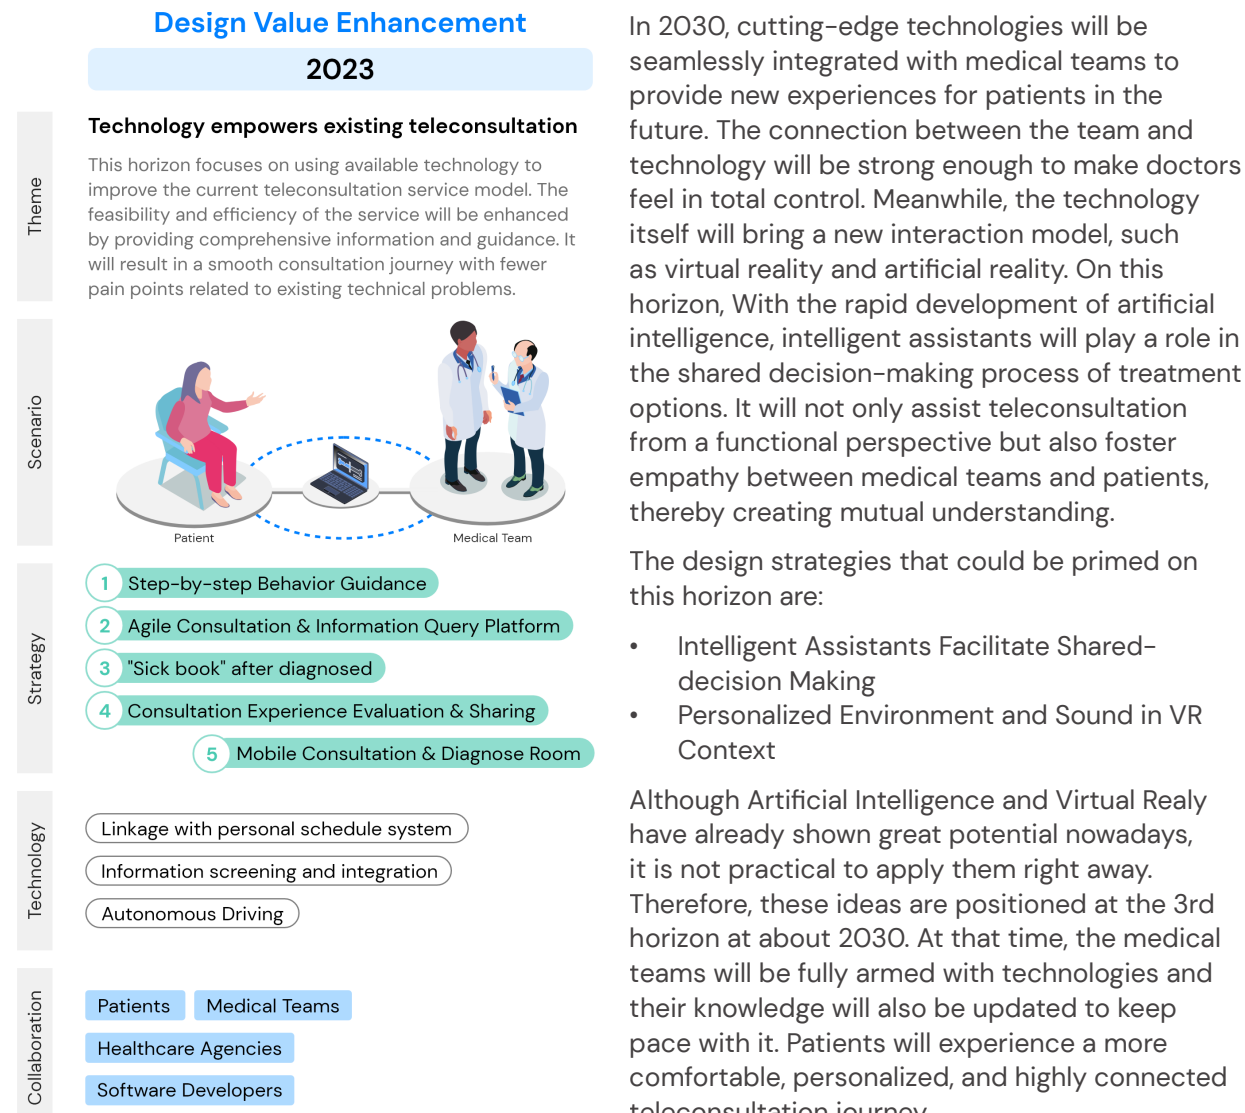 Design Value Enhancement
2023
Theme
Technology empowers existing teleconsultation
This horizon focuses on using available technology to
improve the current teleconsultation service model. The
feasibility and efficiency of the service will be enhanced
by providing comprehensive information and guidance. It
will result in a smooth consultation journey with fewer
pain points related to existing technical problems.
Scenario
Patient
Medical Team
Strategy
1 Step-by-step Behavior Guidance
2 Agile Consultation & Information Query Platform
3 "Sick book" after diagnosed
4 Consultation Experience Evaluation & Sharing
5 Mobile Consultation & Diagnose Room
Technology
Linkage with personal schedule system
Information screening and integration
Autonomous Driving
Collaboration
Patients
Medical Teams
Healthcare Agencies
Software Developers
In 2030, cutting-edge technologies will be
seamlessly integrated with medical teams to
provide new experiences for patients in the
future. The connection between the team and
technology will be strong enough to make doctors
feel in total control. Meanwhile, the technology
itself will bring a new interaction model, such
as virtual reality and artificial reality. On this
horizon, With the rapid development of artificial
intelligence, intelligent assistants will play a role in
the shared decision-making process of treatment
options. It will not only assist teleconsultation
from a functional perspective but also foster
empathy between medical teams and patients,
thereby creating mutual understanding.
The design strategies that could be primed on
this horizon are:
• Intelligent Assistants Facilitate Shared-
decision Making
• Personalized Environment and Sound in VR
Context
Although Artificial Intelligence and Virtual Realy
have already shown great potential nowadays,
it is not practical to apply them right away.
Therefore, these ideas are positioned at the 3rd
horizon at about 2030. At that time, the medical
teams will be fully armed with technologies and
their knowledge will also be updated to keep
pace with it. Patients will experience a more
comfortable, personalized, and highly connected
teleconsultation journey.